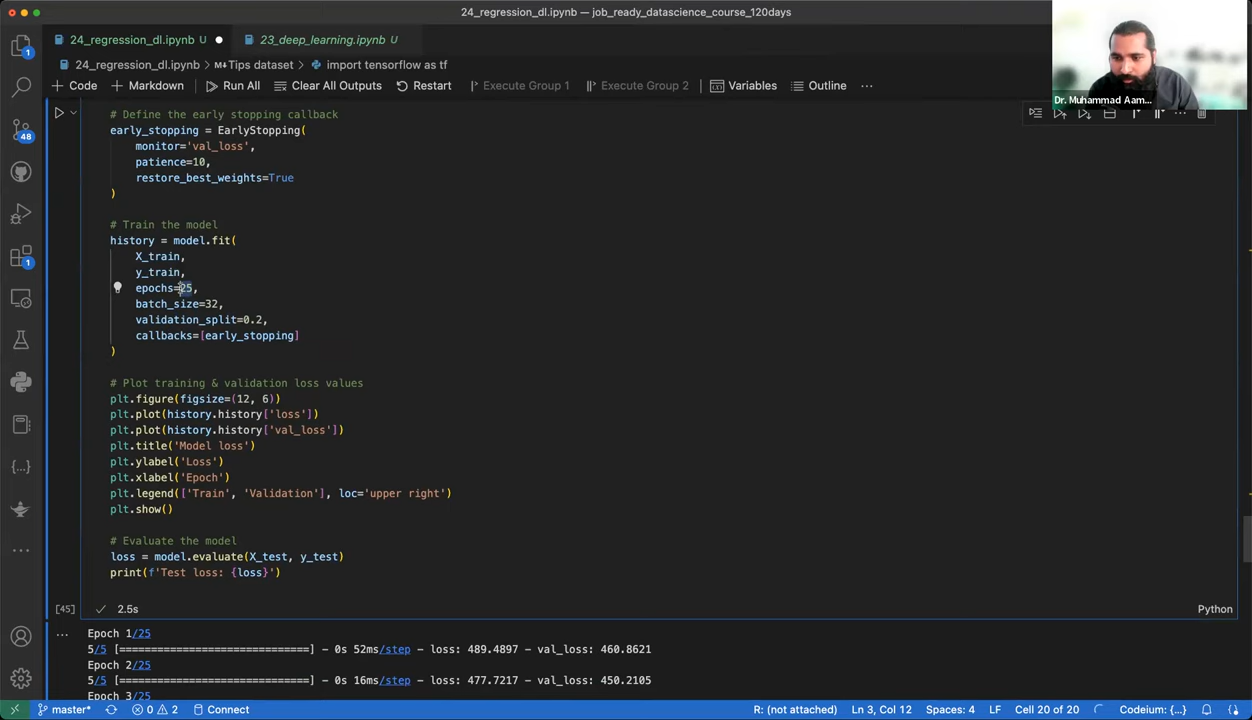 24_regression_dl.ipynb — job_ready_datascience_course_120days
24_regression_dl.ipynb U
23_deep_learning.ipynb U
24_regression_dl.ipynb > M↓ Tips dataset > import tensorflow as tf
+ Code + Markdown Run All Clear All Outputs Restart Execute Group 1 Execute Group 2 Variables Outline ...
Dr. Muhammad Aam...
# Define the early stopping callback
early_stopping = EarlyStopping(
monitor='val_loss',
patience=10,
restore_best_weights=True
)
# Train the model
history = model.fit(
X_train,
y_train,
epochs=25,
batch_size=32,
validation_split=0.2,
callbacks=[early_stopping]
)
# Plot training & validation loss values
plt.figure(figsize=(12, 6))
plt.plot(history.history['loss'])
plt.plot(history.history['val_loss'])
plt.title('Model loss')
plt.ylabel('Loss')
plt.xlabel('Epoch')
plt.legend(['Train', 'Validation'], loc='upper right')
plt.show()
# Evaluate the model
loss = model.evaluate(X_test, y_test)
print(f'Test loss: {loss}')
[45] ✓ 2.5s Python
Epoch 1/25
5/5 [==============================] - 0s 52ms/step - loss: 489.4897 - val_loss: 460.8621
Epoch 2/25
5/5 [==============================] - 0s 16ms/step - loss: 477.7217 - val_loss: 450.2105
Epoch 3/25
1
48
1
master* 0 2 Connect R: (not attached) Ln 3, Col 12 Spaces: 4 LF Cell 20 of 20 Codeium: {...}